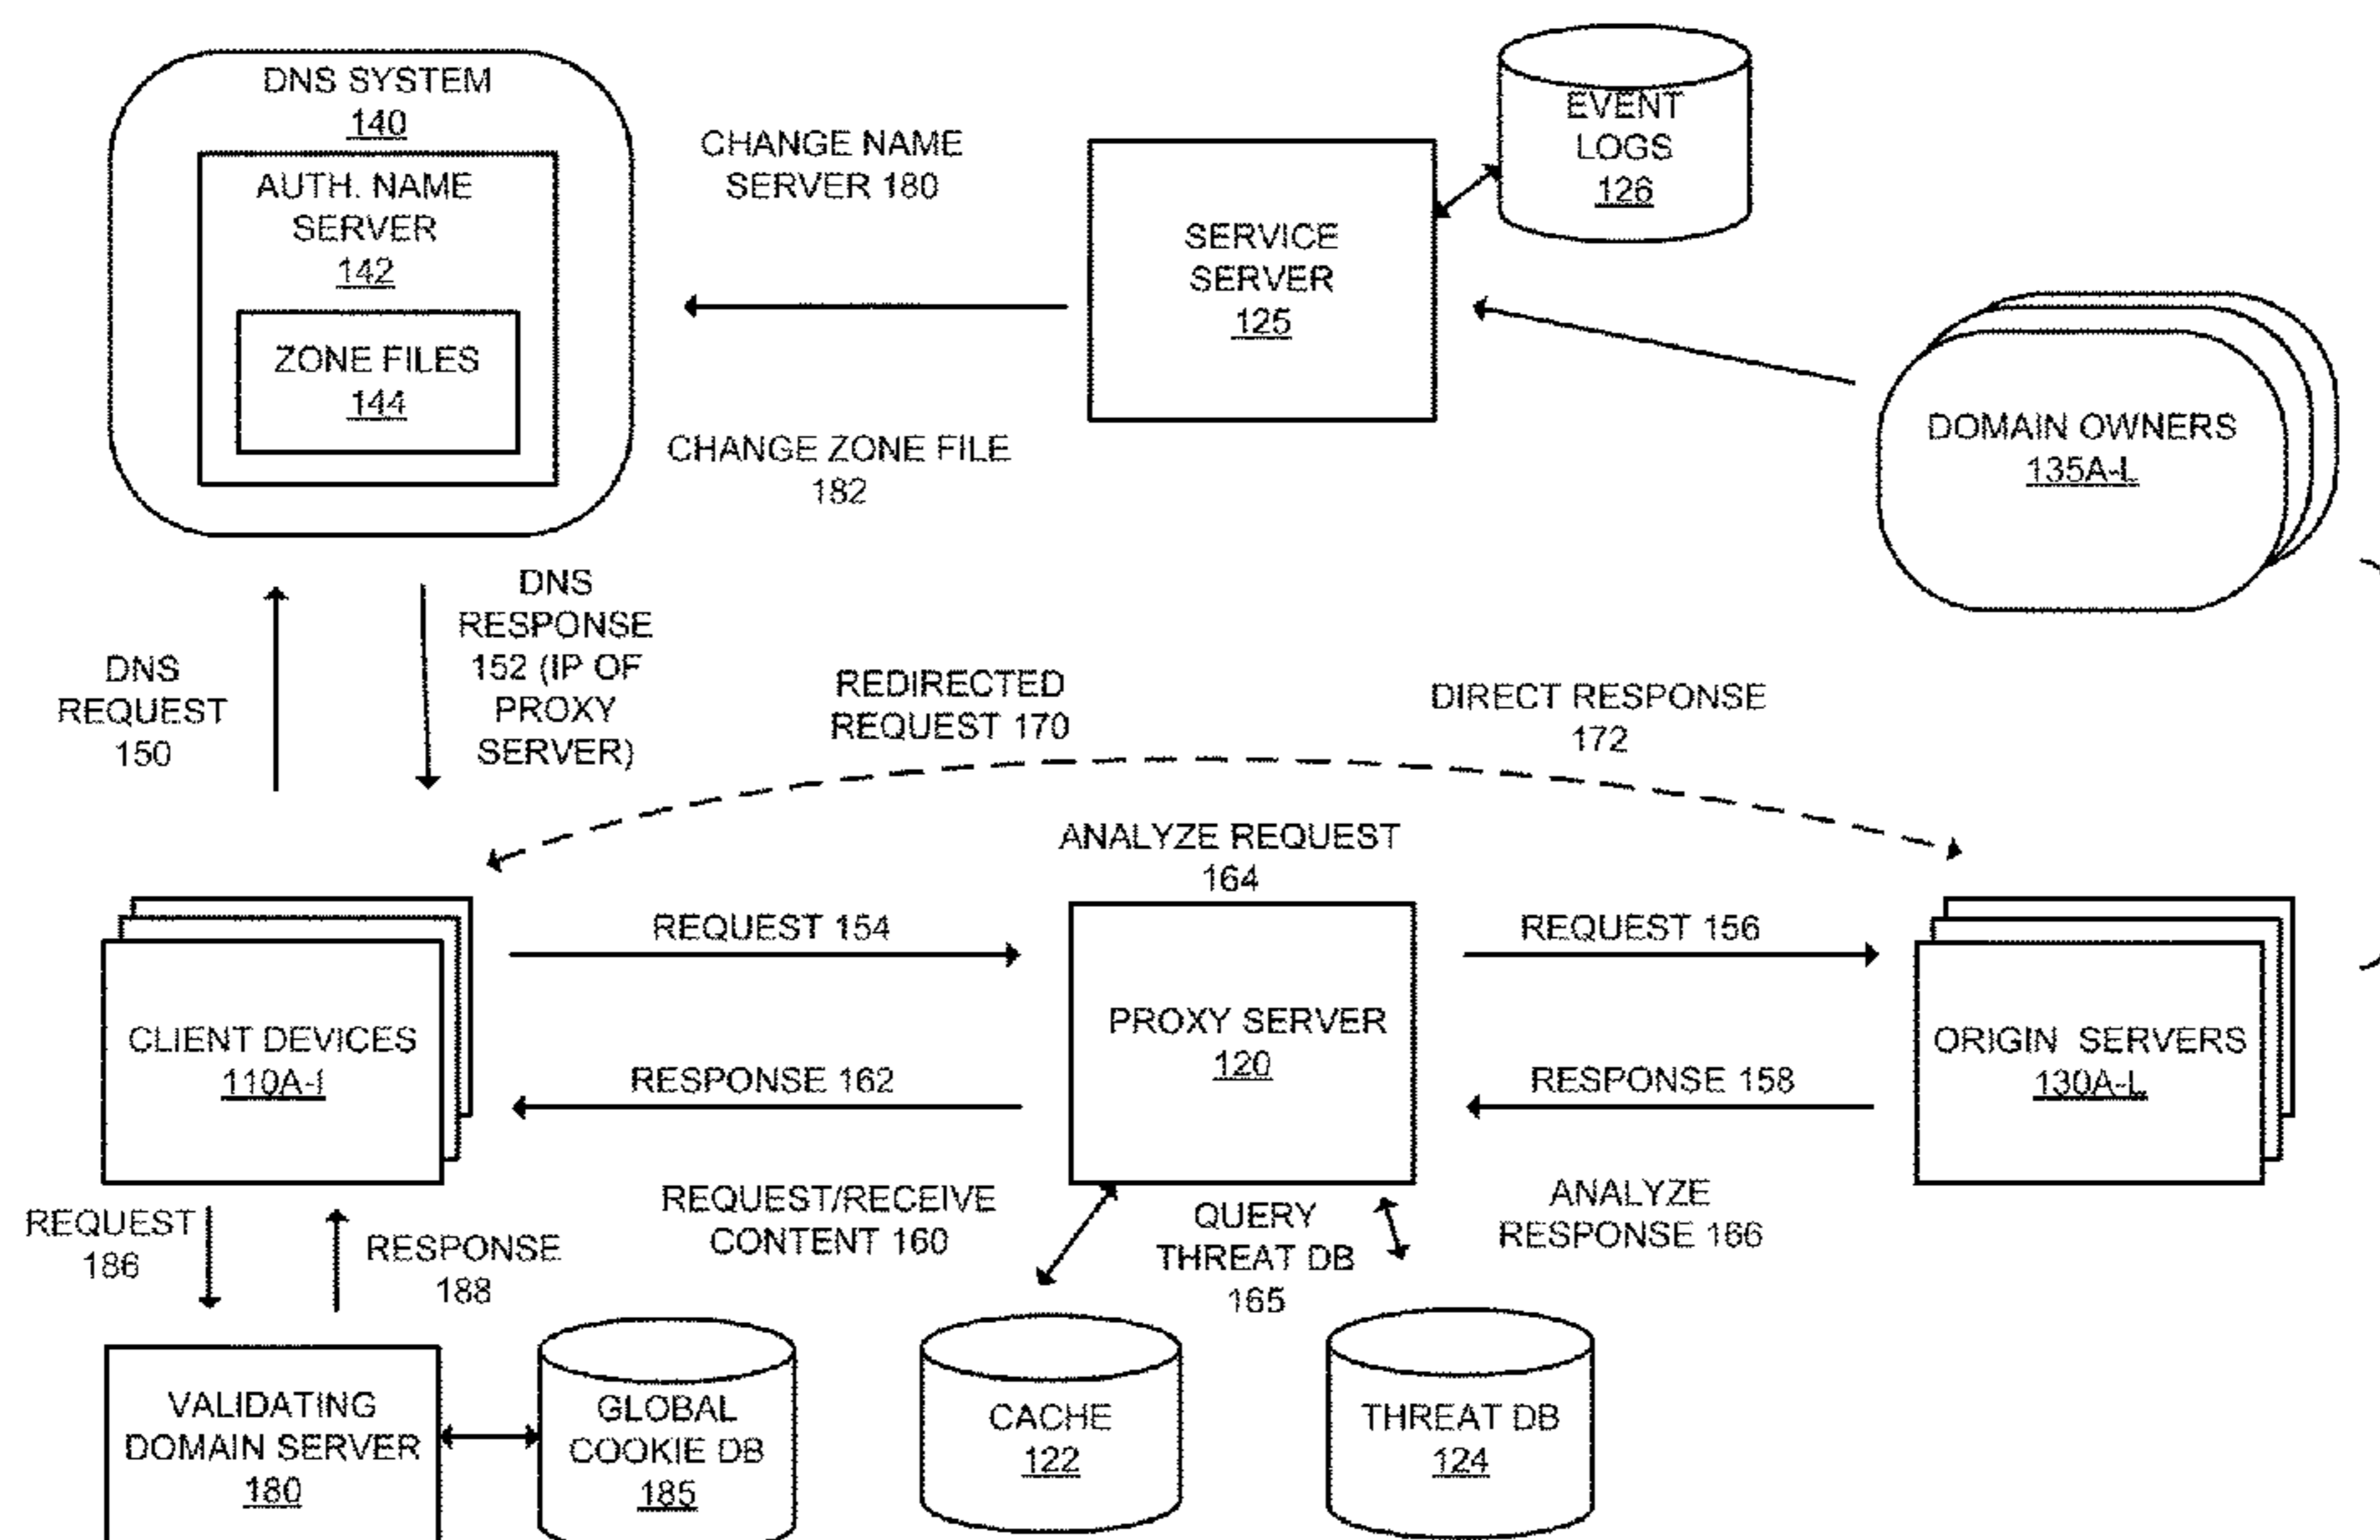 DNS SYSTEM
140
AUTH. NAME
SERVER
142
ZONE FILES
144
CHANGE NAME
SERVER 180
CHANGE ZONE FILE
182
SERVICE
SERVER
125
EVENT
LOGS
126
DOMAIN OWNERS
135A-L
DNS
REQUEST
150
DNS
RESPONSE
152 (IP OF
PROXY
SERVER)
REDIRECTED
REQUEST 170
DIRECT RESPONSE
172
ANALYZE REQUEST
164
CLIENT DEVICES
110A-I
REQUEST 154
RESPONSE 162
PROXY SERVER
120
REQUEST 156
RESPONSE 158
ORIGIN SERVERS
130A-L
REQUEST
186
RESPONSE
188
REQUEST/RECEIVE
CONTENT 160
QUERY
THREAT DB
165
ANALYZE
RESPONSE 166
VALIDATING
DOMAIN SERVER
180
GLOBAL
COOKIE DB
185
CACHE
122
THREAT DB
124